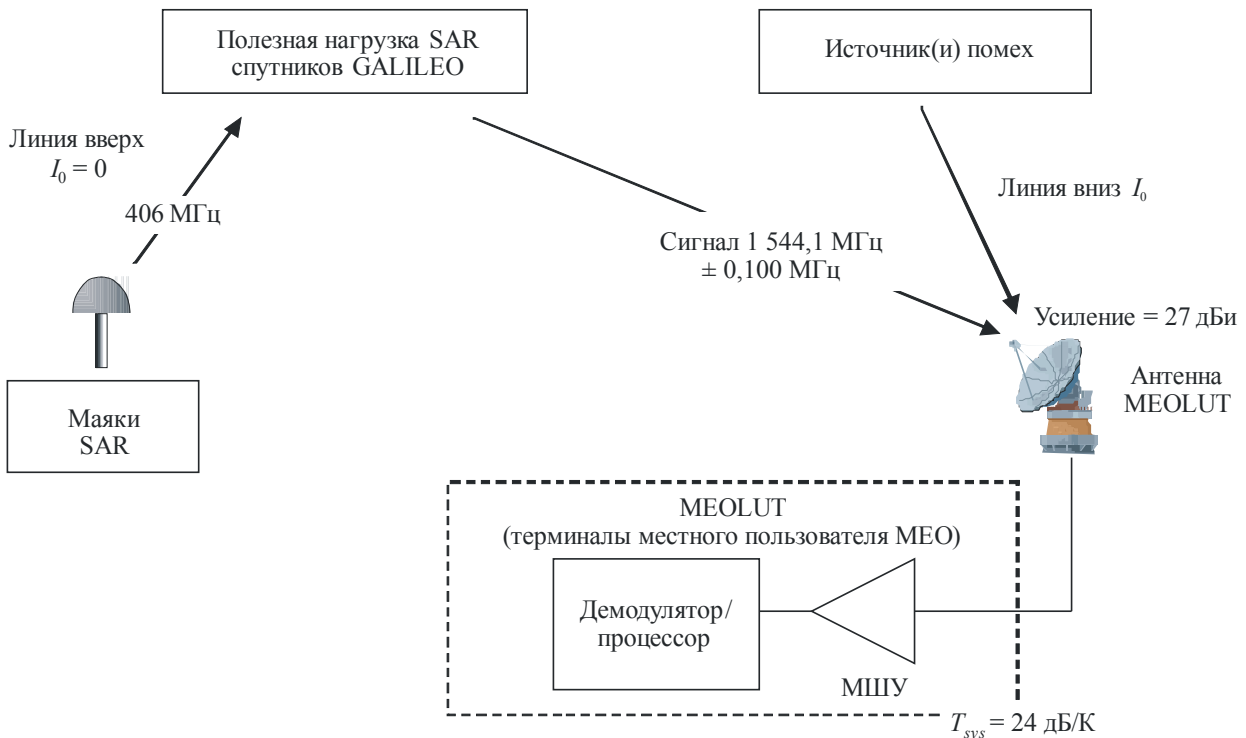 Полезная нагрузка SAR
спутников GALILEO
Источник(и) помех
Линия вверх
I₀ = 0
406 МГц
Линия вниз I₀
Сигнал 1 544,1 МГц
± 0,100 МГц
Усиление = 27 дБи
Антенна
MEOLUT
Маяки
SAR
MEOLUT
(терминалы местного пользователя MEO)
Демодулятор/
процессор
МШУ
Tsys = 24 дБ/К